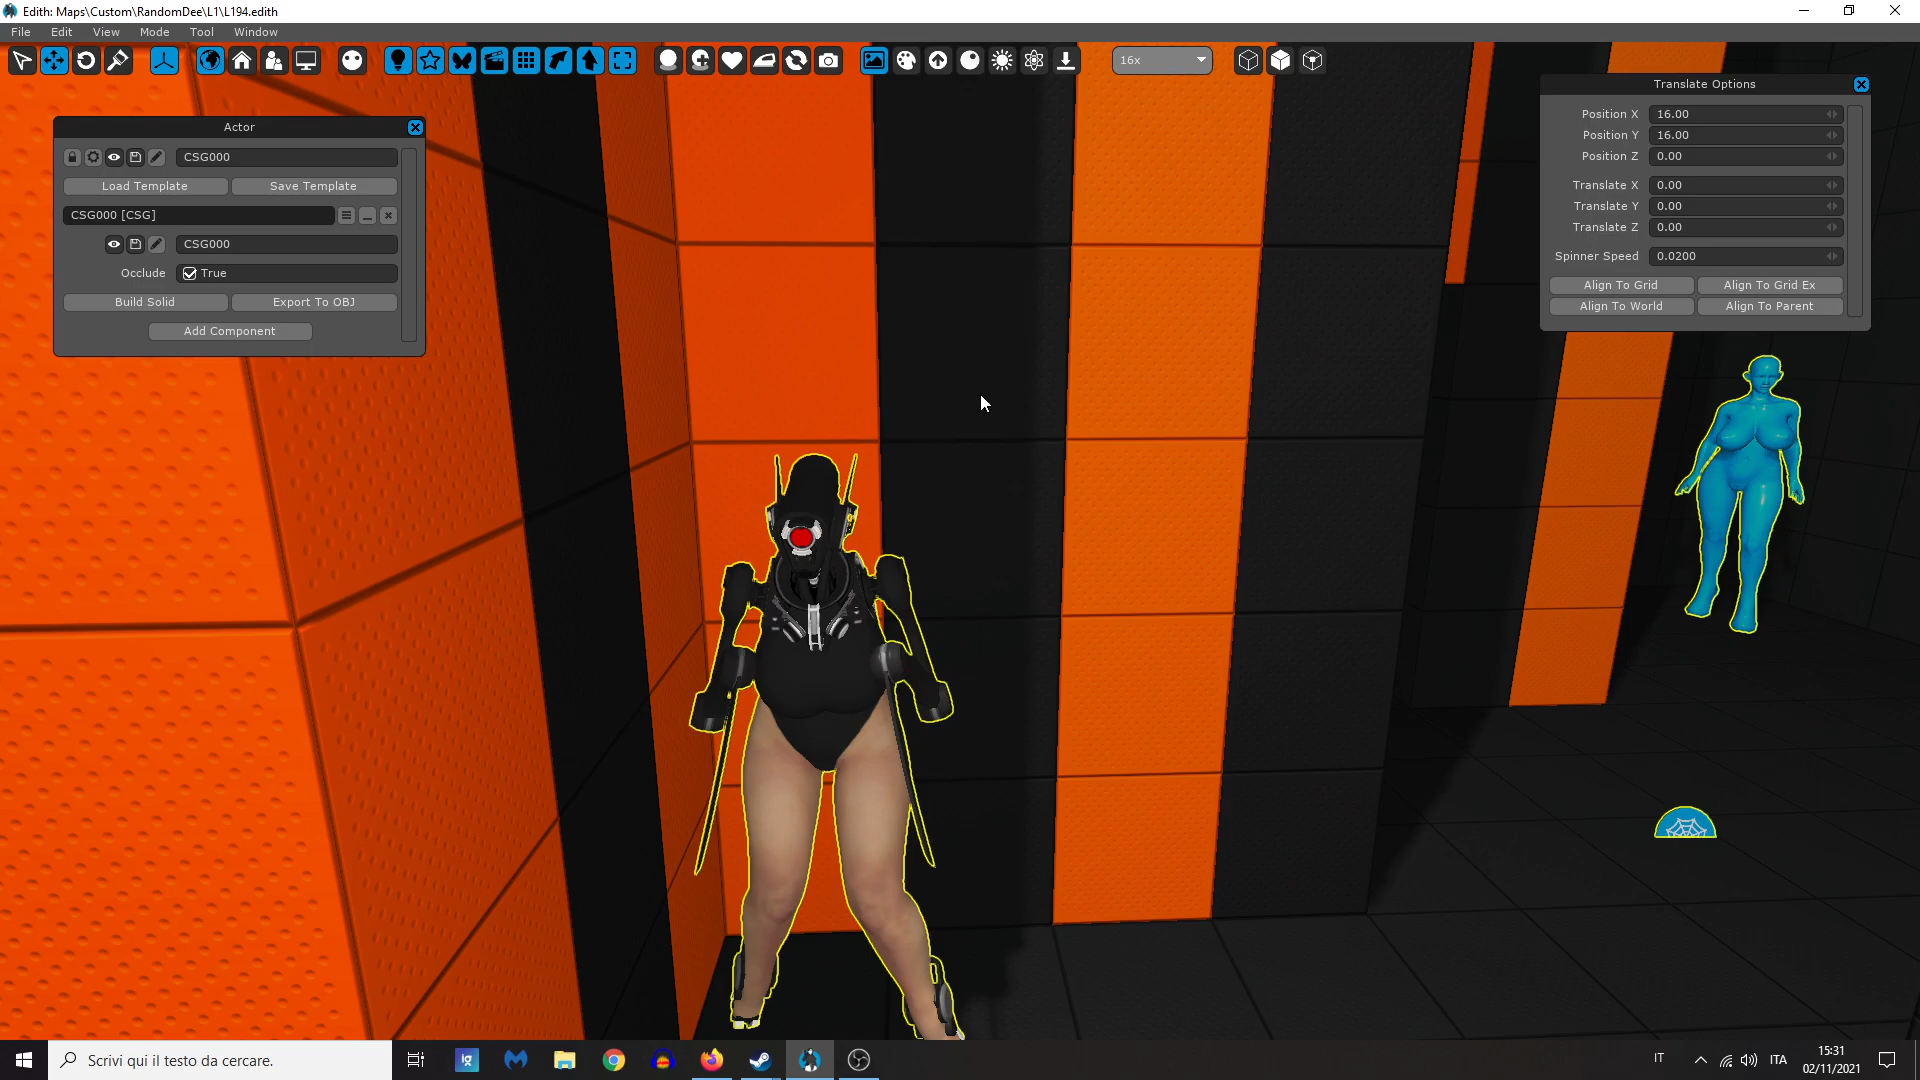 Edith: Maps\Custom\RandomDee\L1\L194.edith
File Edit View Mode Tool Window
16x
Actor
CSG000
Load Template Save Template
CSG000 [CSG]
CSG000
Occlude True
Build Solid Export To OBJ
Add Component
Translate Options
Position X 16.00
Position Y 16.00
Position Z 0.00
Translate X 0.00
Translate Y 0.00
Translate Z 0.00
Spinner Speed 0.0200
Align To Grid Align To Grid Ex
Align To World Align To Parent
Scrivi qui il testo da cercare.
IT
ITA
15:31
02/11/2021